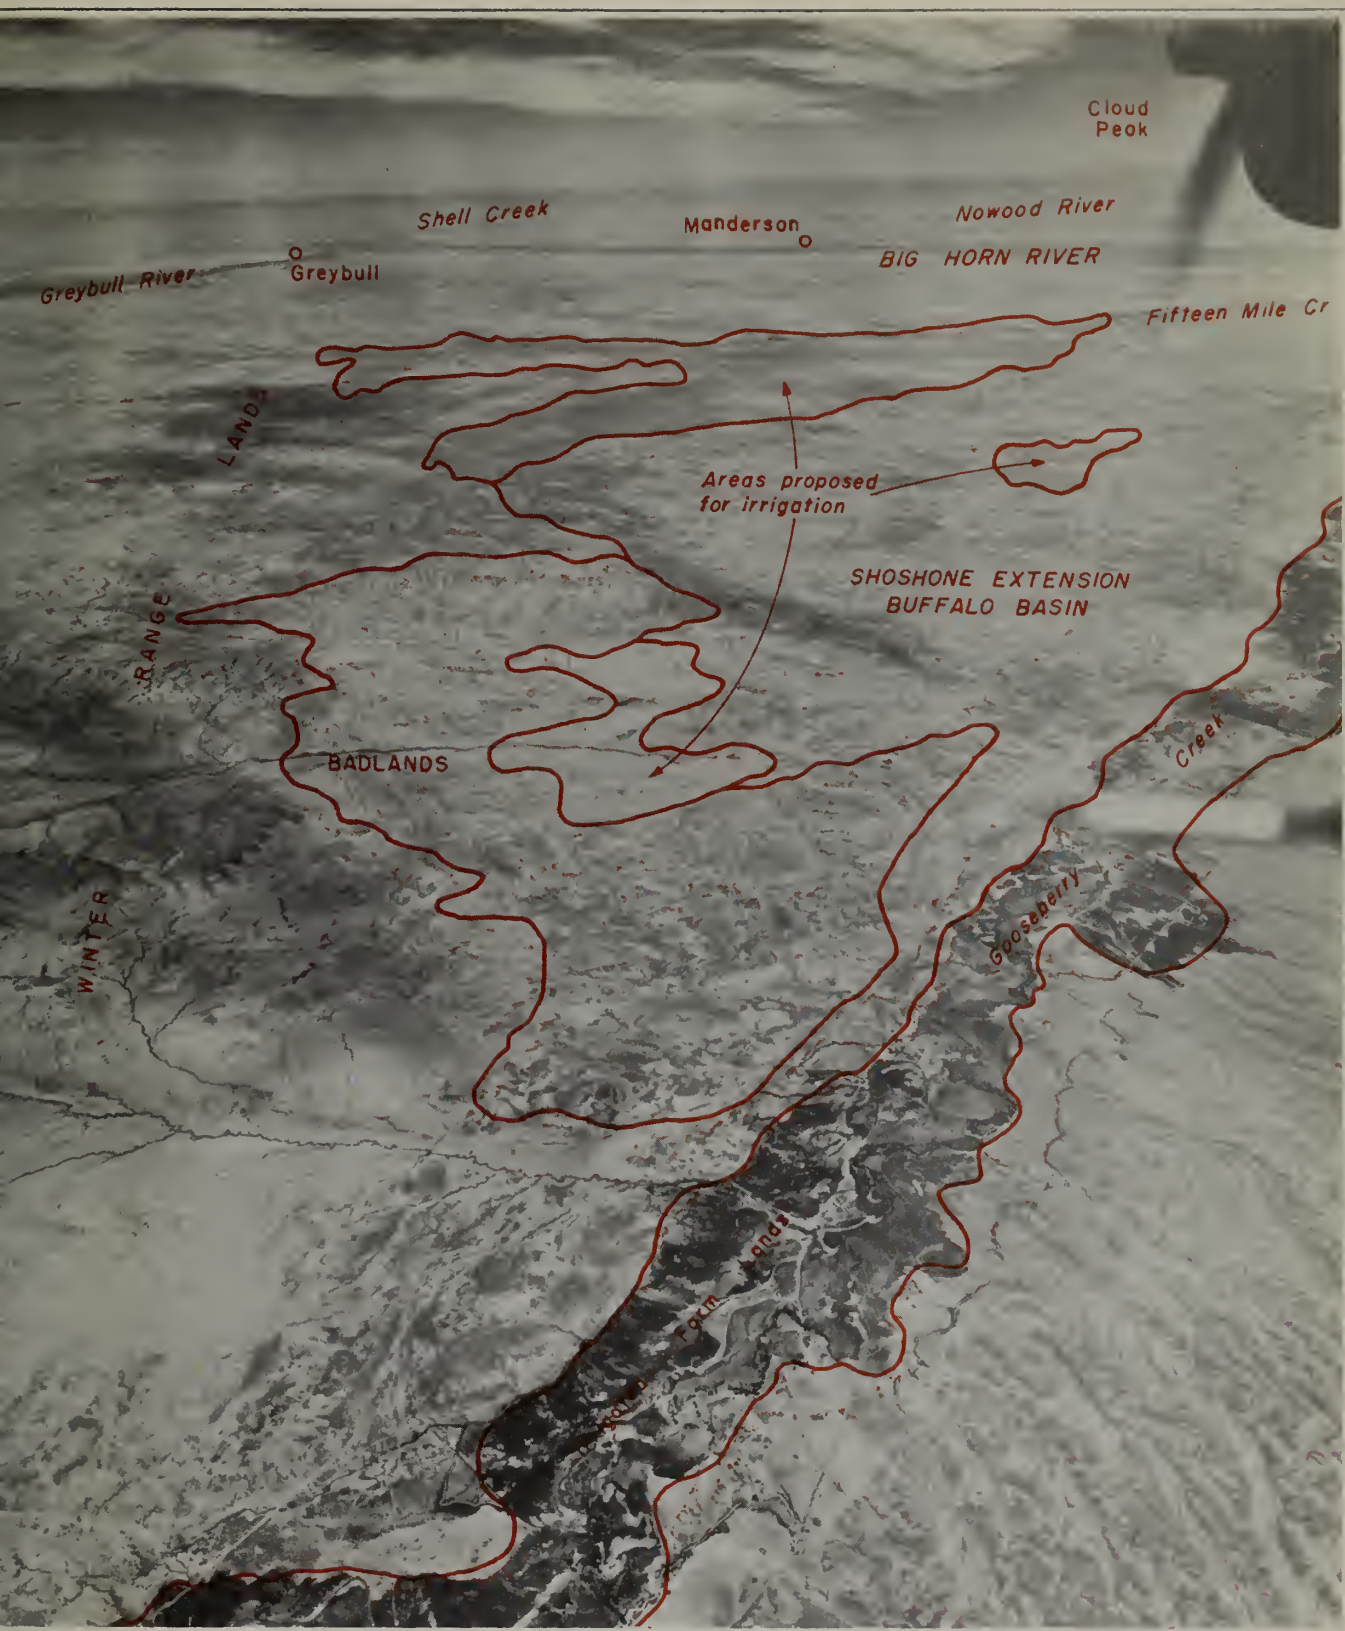 Cloud
Peak
Shell Creek
Manderson
Nowood River
BIG HORN RIVER
Greybull River
Greybull
Fifteen Mile Cr
Areas proposed
for irrigation
SHOSHONE EXTENSION
BUFFALO BASIN
WINTER RANGE LANDS
BADLANDS
Gooseberry Creek
Farm Lands